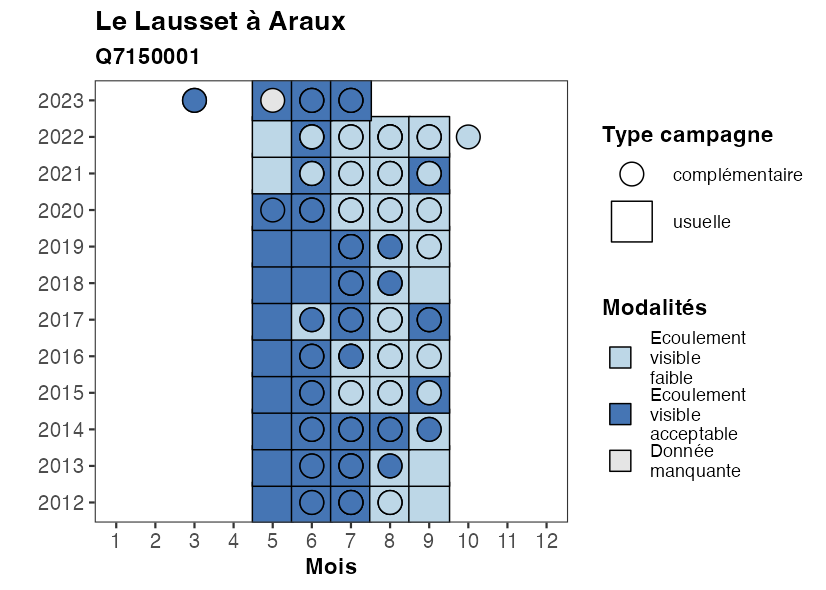 Le Lausset à Araux
Q7150001
2023
2022
2021
2020
2019
2018
2017
2016
2015
2014
2013
2012
1 2 3 4 5 6 7 8 9 10 11 12
Mois
Type campagne
complémentaire
usuelle
Modalités
Ecoulement
visible
faible
Ecoulement
visible
acceptable
Donnée
manquante